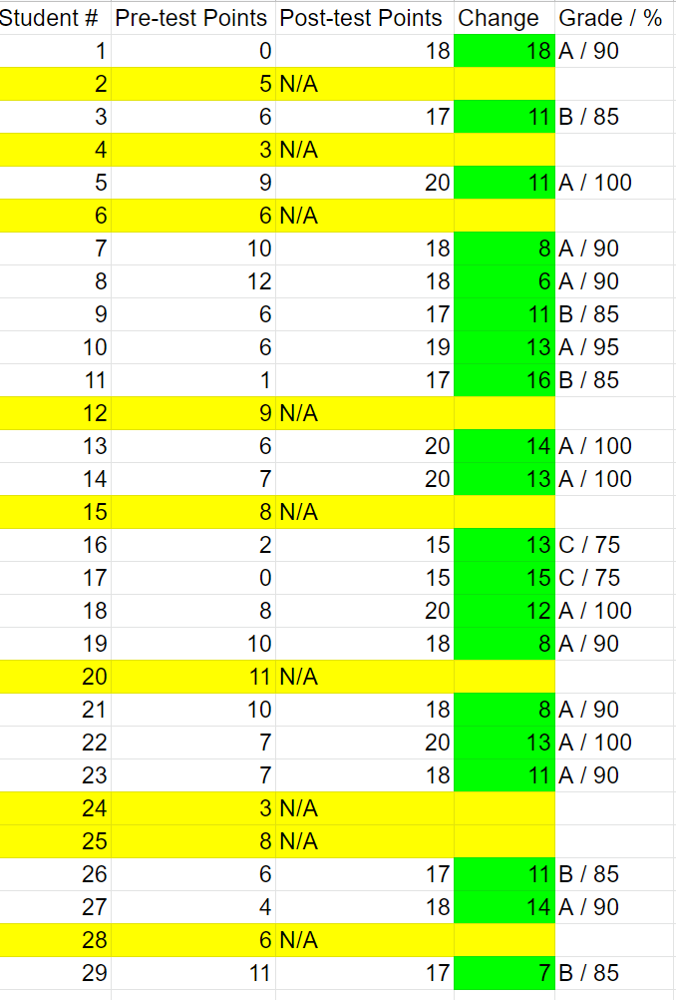 Student # Pre-test Points Post-test Points Change Grade / %
1 0 18 18 A / 90
2 5 N/A
3 6 17 11 B / 85
4 3 N/A
5 9 20 11 A / 100
6 6 N/A
7 10 18 8 A / 90
8 12 18 6 A / 90
9 6 17 11 B / 85
10 6 19 13 A / 95
11 1 17 16 B / 85
12 9 N/A
13 6 20 14 A / 100
14 7 20 13 A / 100
15 8 N/A
16 2 15 13 C / 75
17 0 15 15 C / 75
18 8 20 12 A / 100
19 10 18 8 A / 90
20 11 N/A
21 10 18 8 A / 90
22 7 20 13 A / 100
23 7 18 11 A / 90
24 3 N/A
25 8 N/A
26 6 17 11 B / 85
27 4 18 14 A / 90
28 6 N/A
29 11 17 7 B / 85